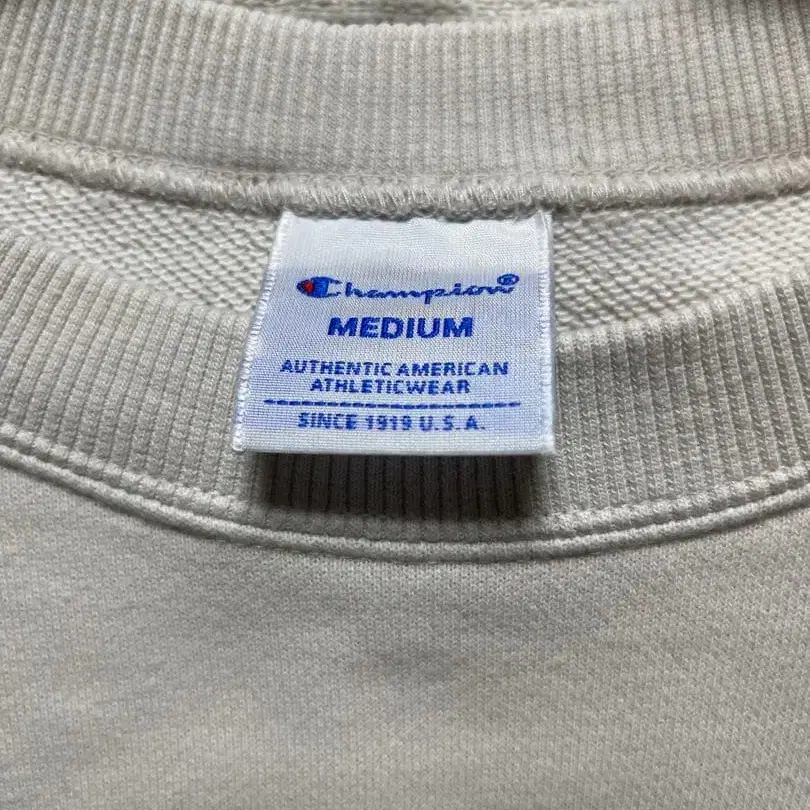 Champion®
MEDIUM
AUTHENTIC AMERICAN
ATHLETICWEAR
SINCE 1919 U.S.A.